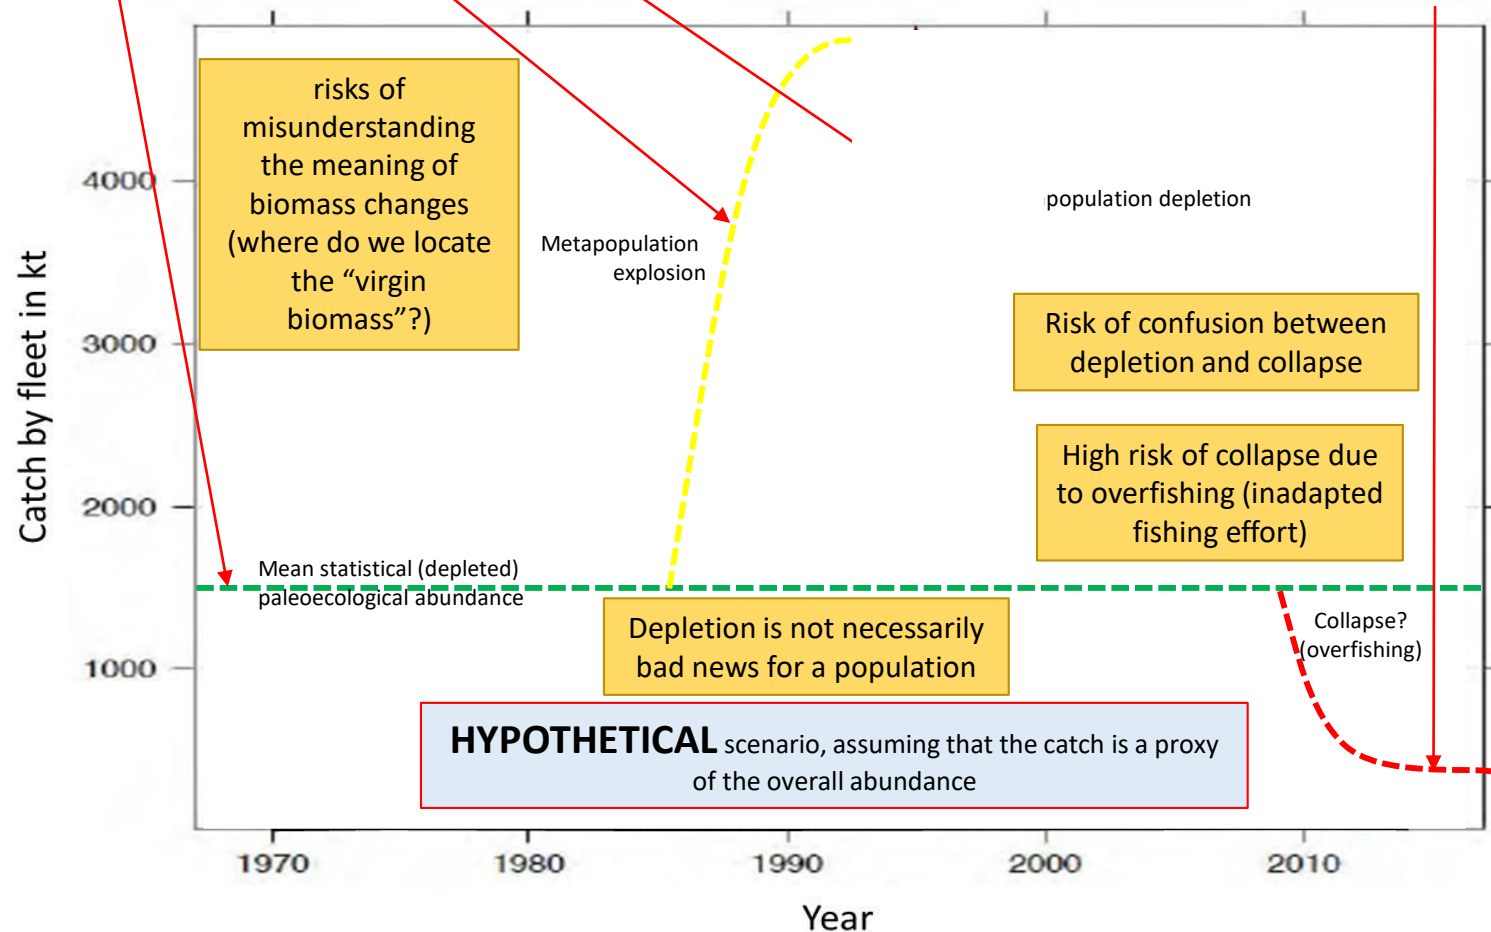 risks of
misunderstanding
the meaning of
biomass changes
(where do we locate
the “virgin
biomass”?)
4000
population depletion
Metapopulation
explosion
Catch by fleet in kt
3000
Risk of confusion between
depletion and collapse
High risk of collapse due
to overfishing (inadapted
fishing effort)
2000
Mean statistical (depleted)
paleoecological abundance
Depletion is not necessarily
bad news for a population
Collapse?
(overfishing)
1000
HYPOTHETICAL scenario, assuming that the catch is a proxy
of the overall abundance
1970 1980 1990 2000 2010
Year